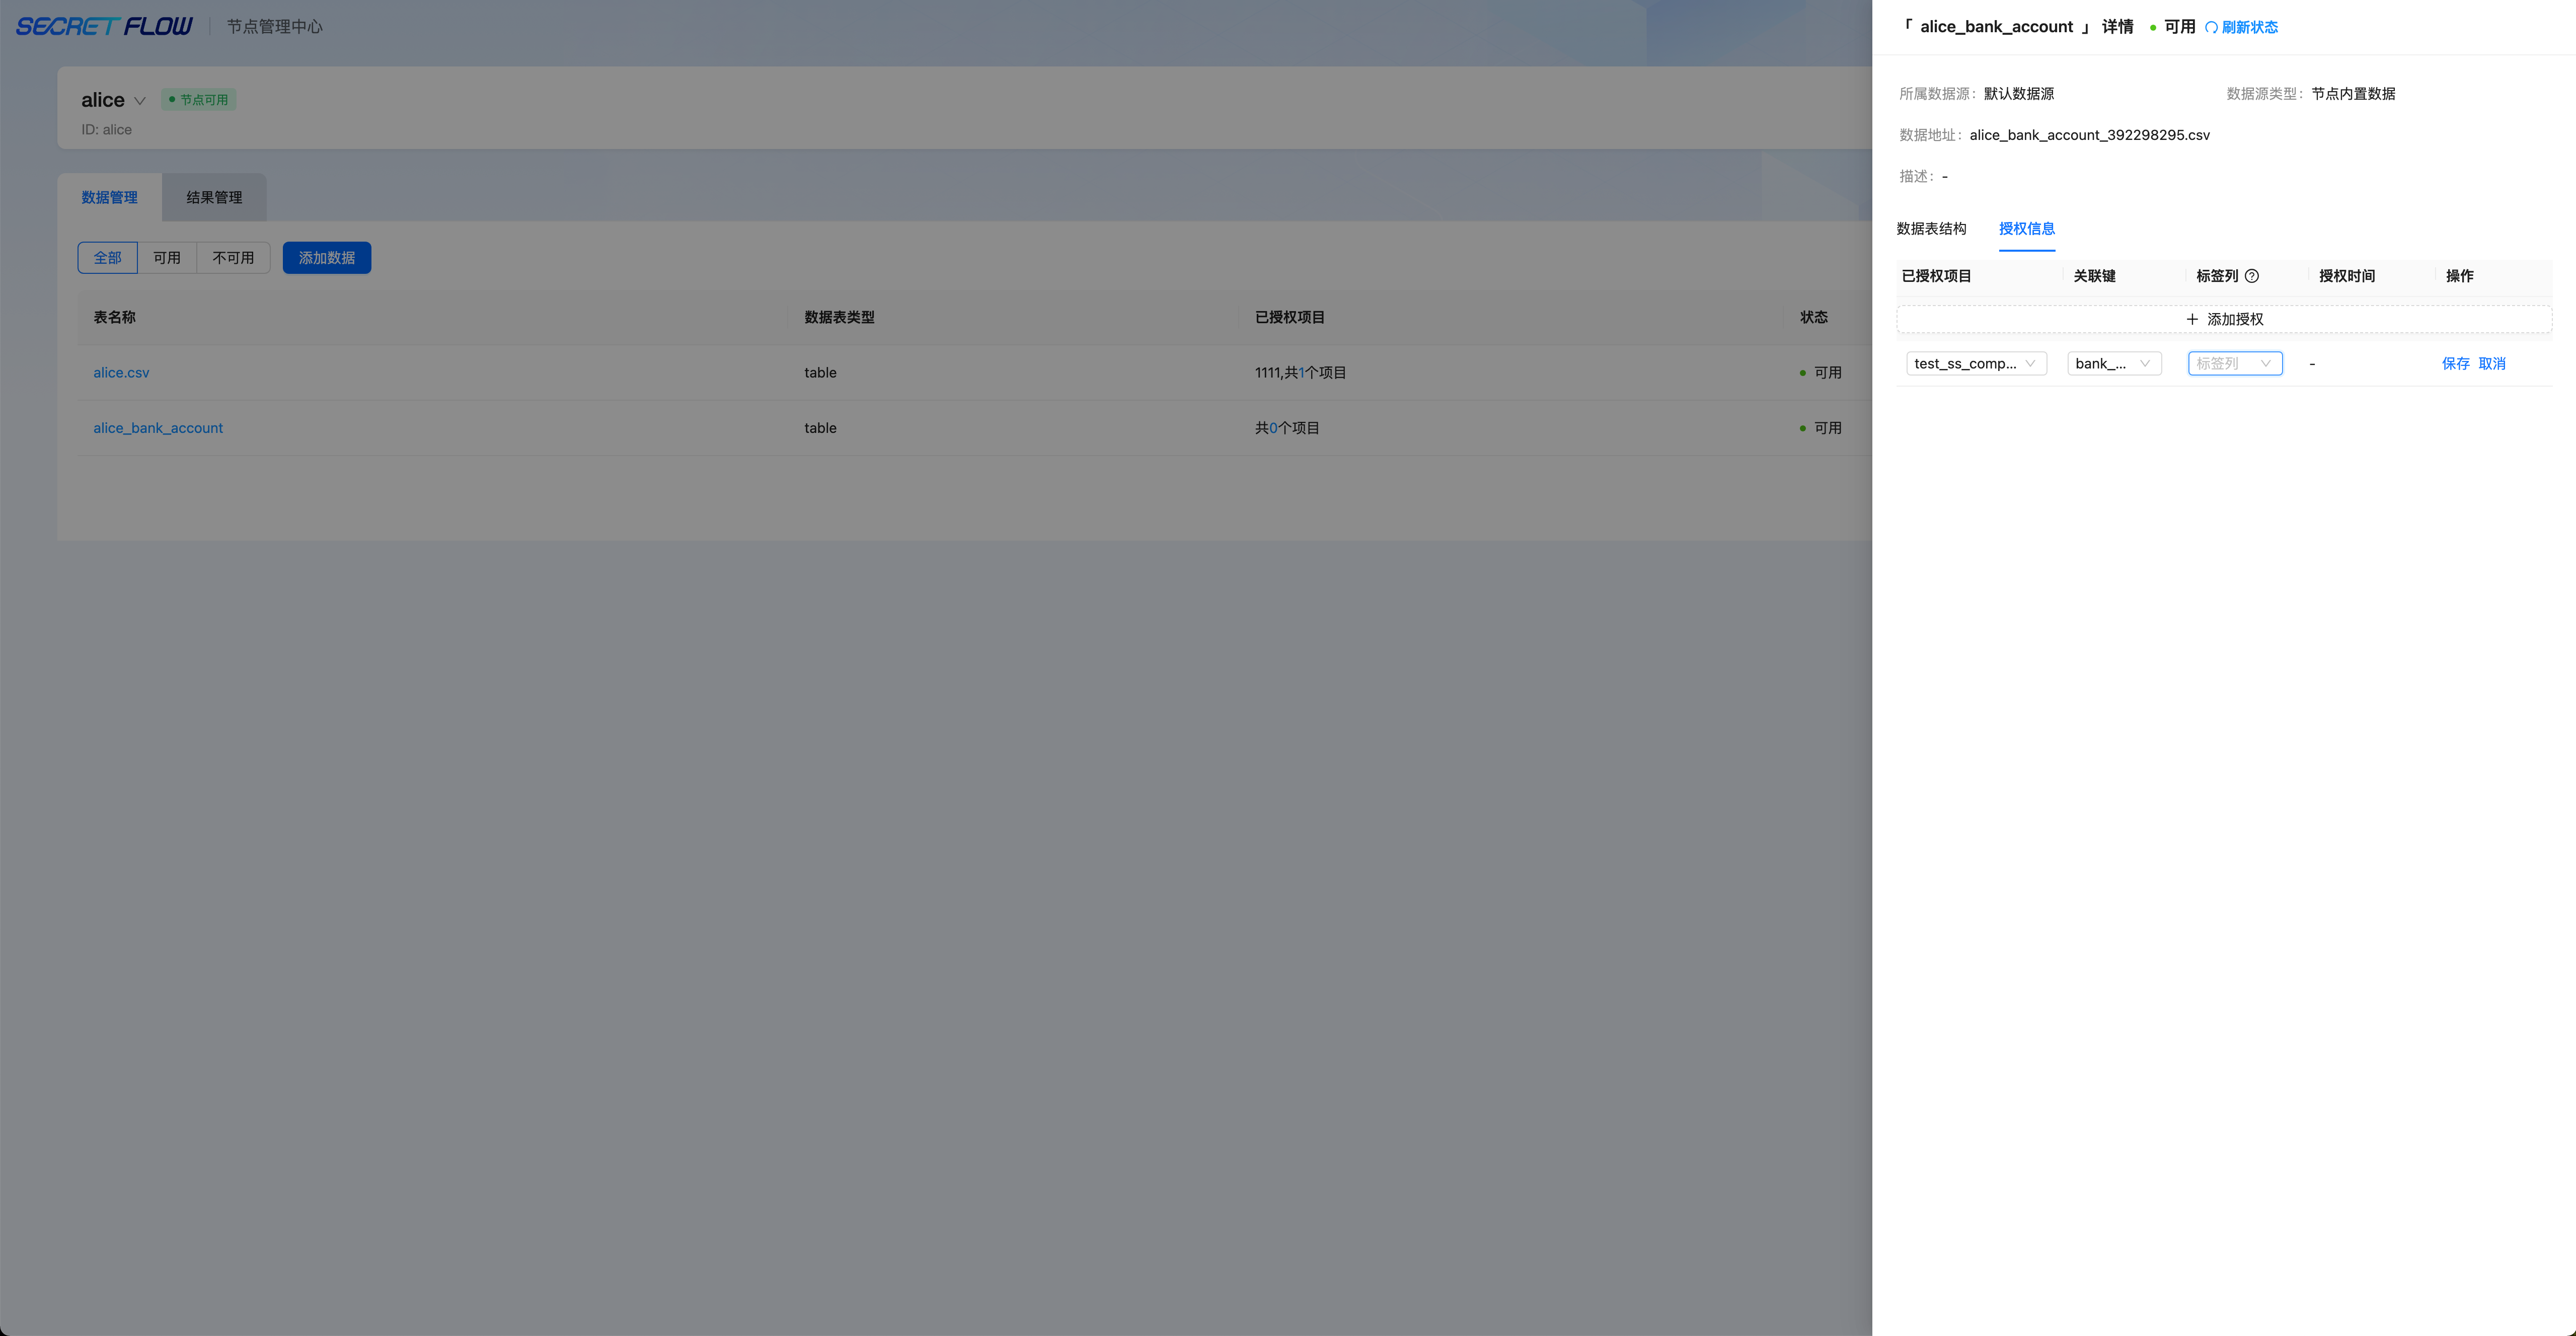 SECRET FLOW 节点管理中心
alice 节点可用
ID: alice
数据管理 结果管理
全部 可用 不可用 添加数据
表名称 数据表类型 已授权项目 状态
alice.csv table 1111,共1个项目 可用
alice_bank_account table 共0个项目 可用
「 alice_bank_account 」 详情 可用 刷新状态
所属数据源: 默认数据源 数据源类型: 节点内置数据
数据地址: alice_bank_account_392298295.csv
描述: -
数据表结构 授权信息
已授权项目 关联键 标签列 授权时间 操作
+ 添加授权
test_ss_comp... bank_... 标签列 - 保存 取消